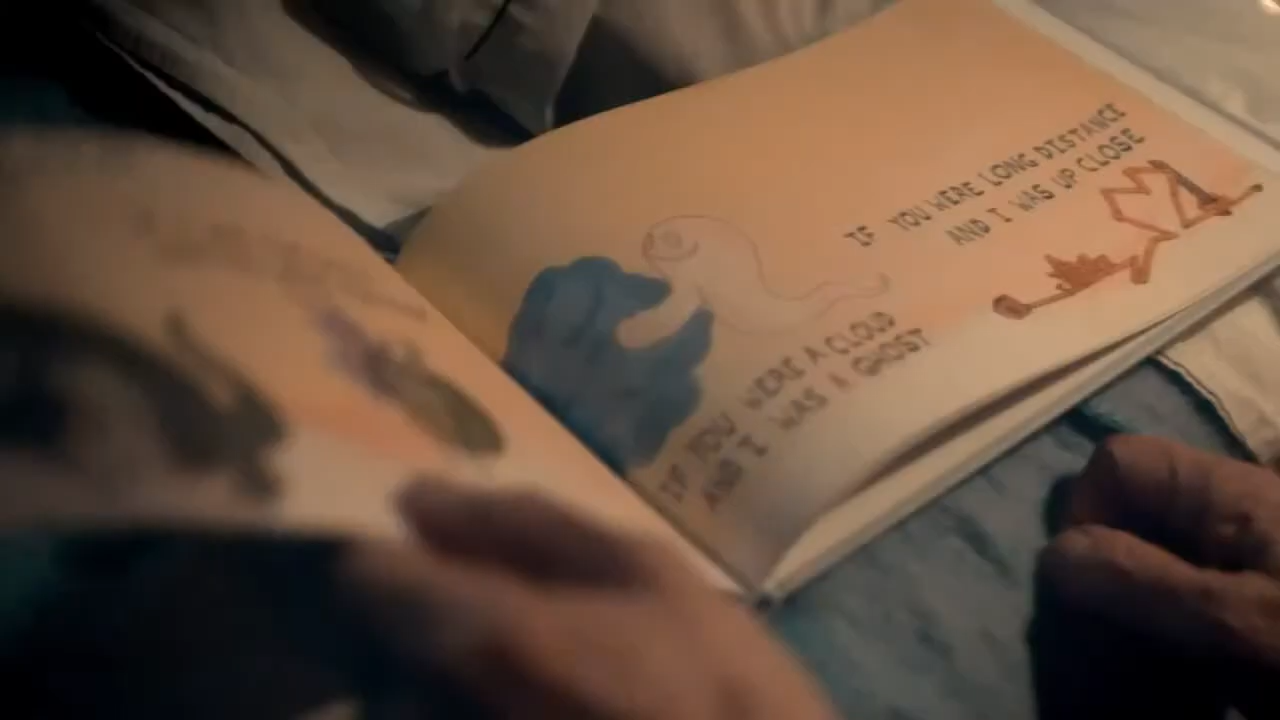 IF YOU WERE LONG DISTANCE
AND I WAS UP CLOSE
IF YOU WERE A CLOUD
AND I WAS A GHOST